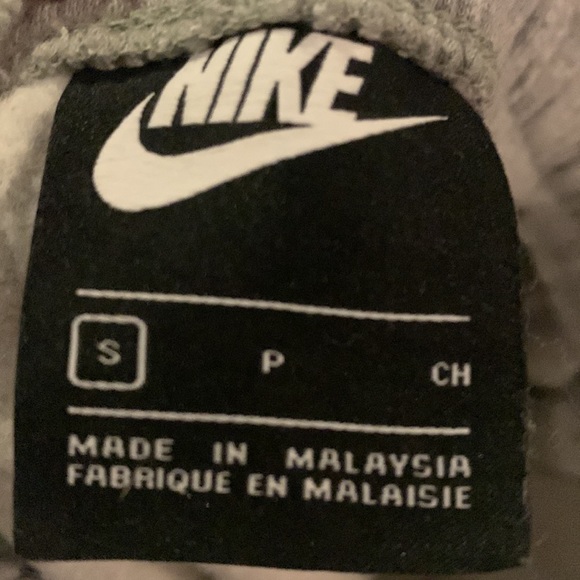 NIKE
S P CH
MADE IN MALAYSIA
FABRIQUE EN MALAISIE